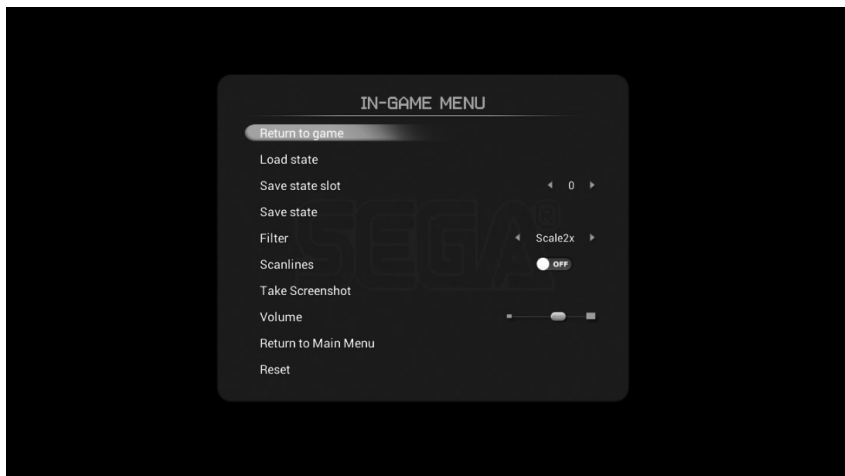 IN-GAME MENU
Return to game
Load state
Save state slot 0
Save state
Filter Scale2x
Scanlines OFF
Take Screenshot
Volume
Return to Main Menu
Reset
SEGA®